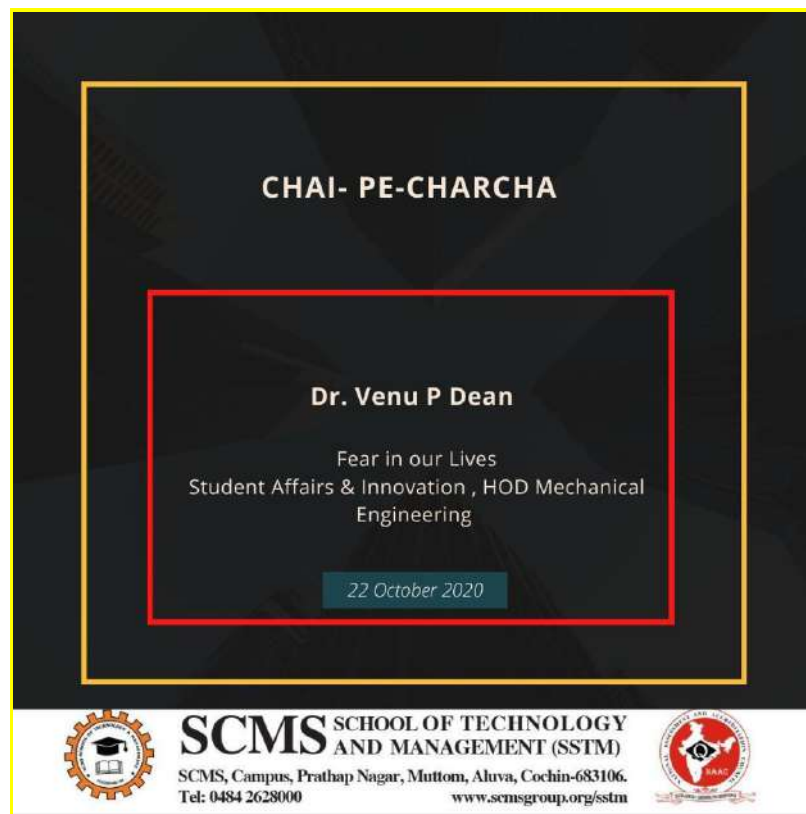 CHAI- PE-CHARCHA
Dr. Venu P Dean
Fear in our Lives
Student Affairs & Innovation , HOD Mechanical
Engineering
22 October 2020
SCMS SCHOOL OF TECHNOLOGY
AND MANAGEMENT (SSTM)
SCMS, Campus, Prathap Nagar, Muttom, Aluva, Cochin-683106.
Tel: 0484 2628000 www.scmsgroup.org/sstm
NAAC